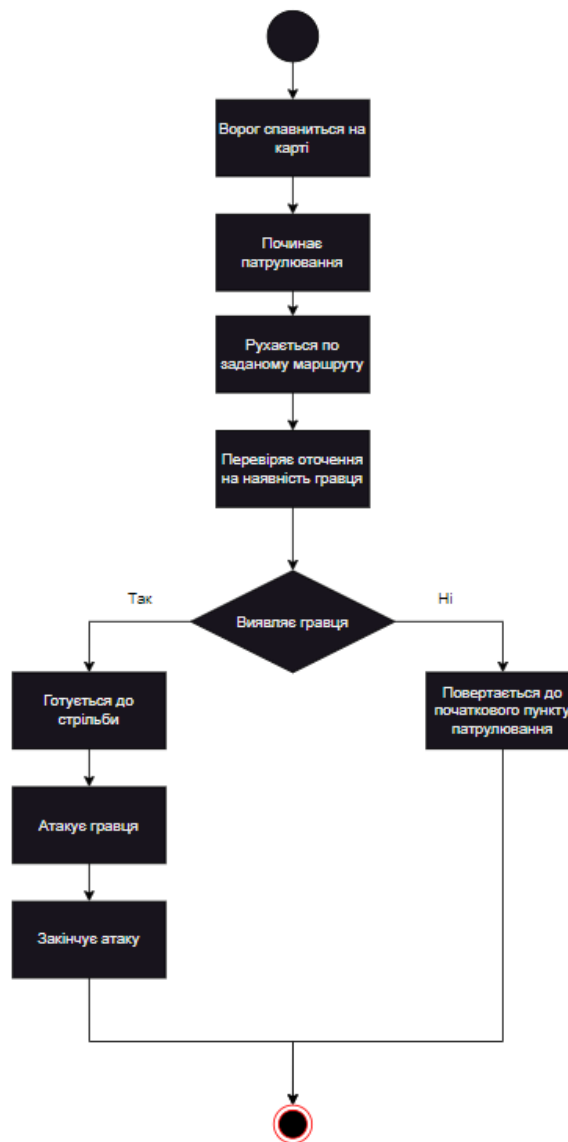 Ворог спавниться на
карті
Починає
патрулювання
Рухається по
заданому маршруту
Перевіряє оточення
на наявність гравця
Виявляє гравця
Так
Ні
Готується до
стрільби
Атакує гравця
Закінчує атаку
Повертається до
початкового пункту
патрулювання